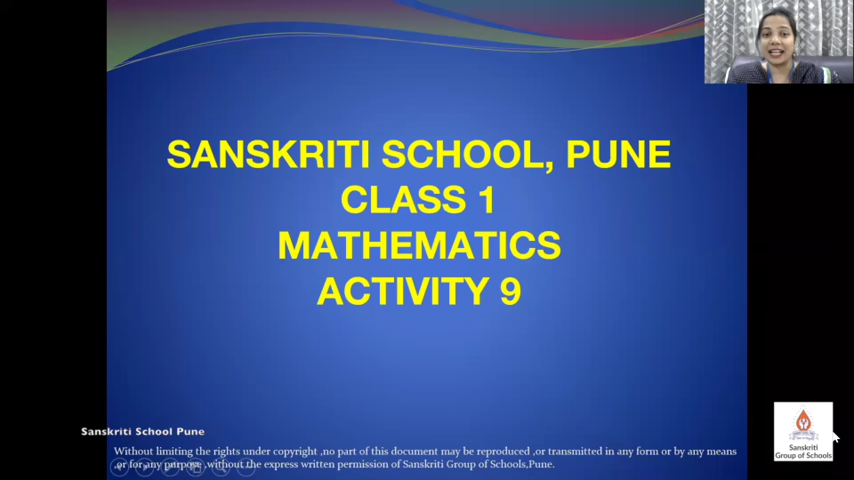 SANSKRITI SCHOOL, PUNE
CLASS 1
MATHEMATICS
ACTIVITY 9
Sanskriti School Pune
Without limiting the rights under copyright ,no part of this document may be reproduced ,or transmitted in any form or by any means
,or for any purpose ,without the express written permission of Sanskriti Group of Schools,Pune.
Sanskriti
Group of Schools